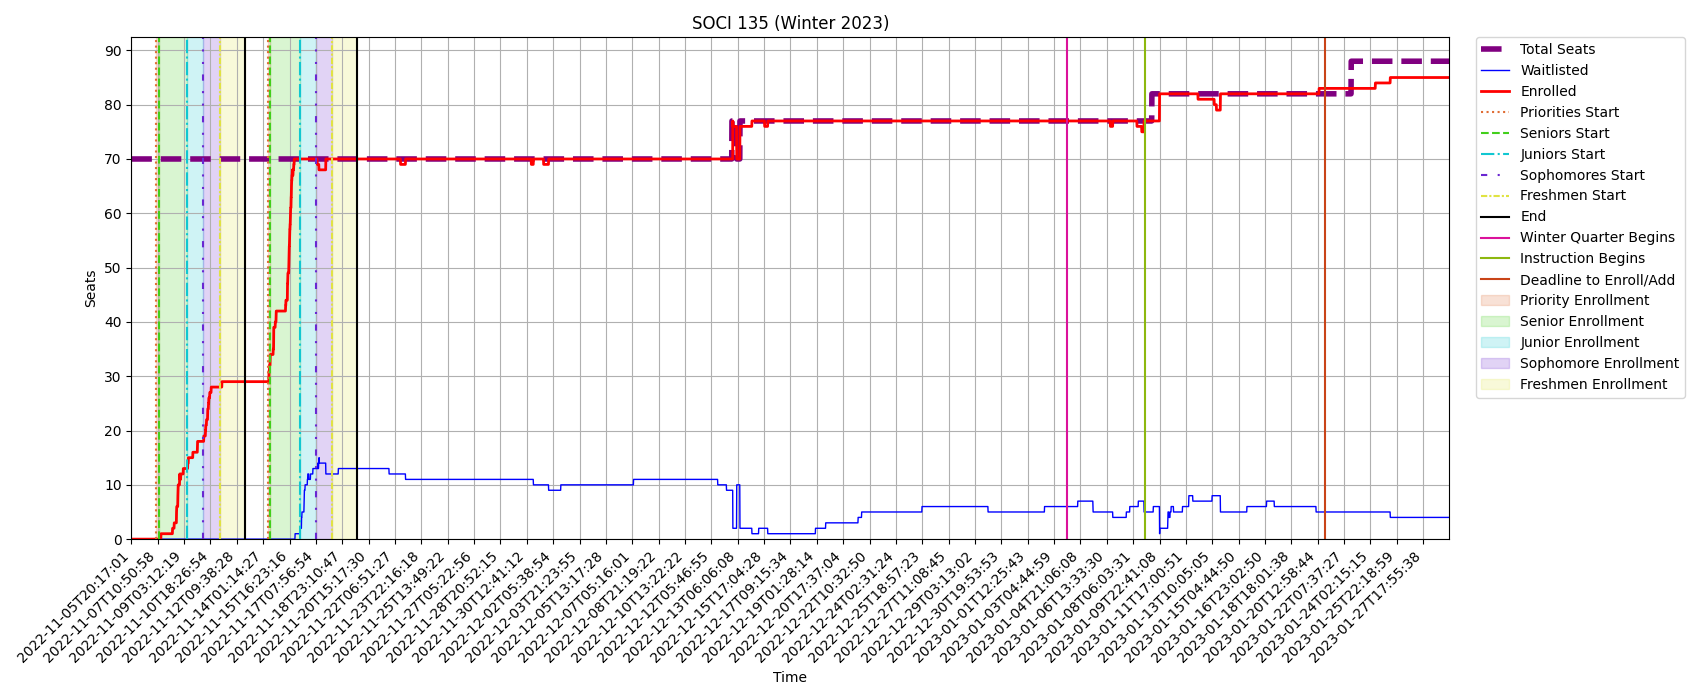 SOCI 135 (Winter 2023)
Seats
90
80
70
60
50
40
30
20
10
0
2022-11-05T20:17:01
2022-11-07T10:50:58
2022-11-09T03:12:19
2022-11-10T18:26:54
2022-11-12T09:38:28
2022-11-14T01:14:27
2022-11-15T16:23:16
2022-11-17T07:56:54
2022-11-18T23:10:47
2022-11-20T15:17:30
2022-11-22T06:51:27
2022-11-23T22:16:18
2022-11-25T13:49:22
2022-11-27T05:22:56
2022-11-28T20:52:15
2022-11-30T12:41:12
2022-12-02T05:38:54
2022-12-03T21:23:55
2022-12-05T13:17:28
2022-12-07T05:16:01
2022-12-08T21:19:22
2022-12-10T13:22:22
2022-12-12T05:46:55
2022-12-13T06:06:08
2022-12-15T17:04:28
2022-12-17T09:15:34
2022-12-19T01:28:14
2022-12-20T17:37:04
2022-12-22T10:32:50
2022-12-24T02:31:24
2022-12-25T18:57:23
2022-12-27T11:08:45
2022-12-29T03:13:02
2022-12-30T19:53:53
2023-01-01T12:25:43
2023-01-03T04:44:59
2023-01-04T21:06:08
2023-01-06T13:33:30
2023-01-08T06:03:31
2023-01-09T22:41:08
2023-01-11T17:00:51
2023-01-13T10:05:05
2023-01-15T04:44:50
2023-01-16T23:02:50
2023-01-18T18:01:38
2023-01-20T12:58:44
2023-01-22T07:37:27
2023-01-24T02:15:15
2023-01-25T22:18:59
2023-01-27T17:55:38
Time
Total Seats
Waitlisted
Enrolled
Priorities Start
Seniors Start
Juniors Start
Sophomores Start
Freshmen Start
End
Winter Quarter Begins
Instruction Begins
Deadline to Enroll/Add
Priority Enrollment
Senior Enrollment
Junior Enrollment
Sophomore Enrollment
Freshmen Enrollment